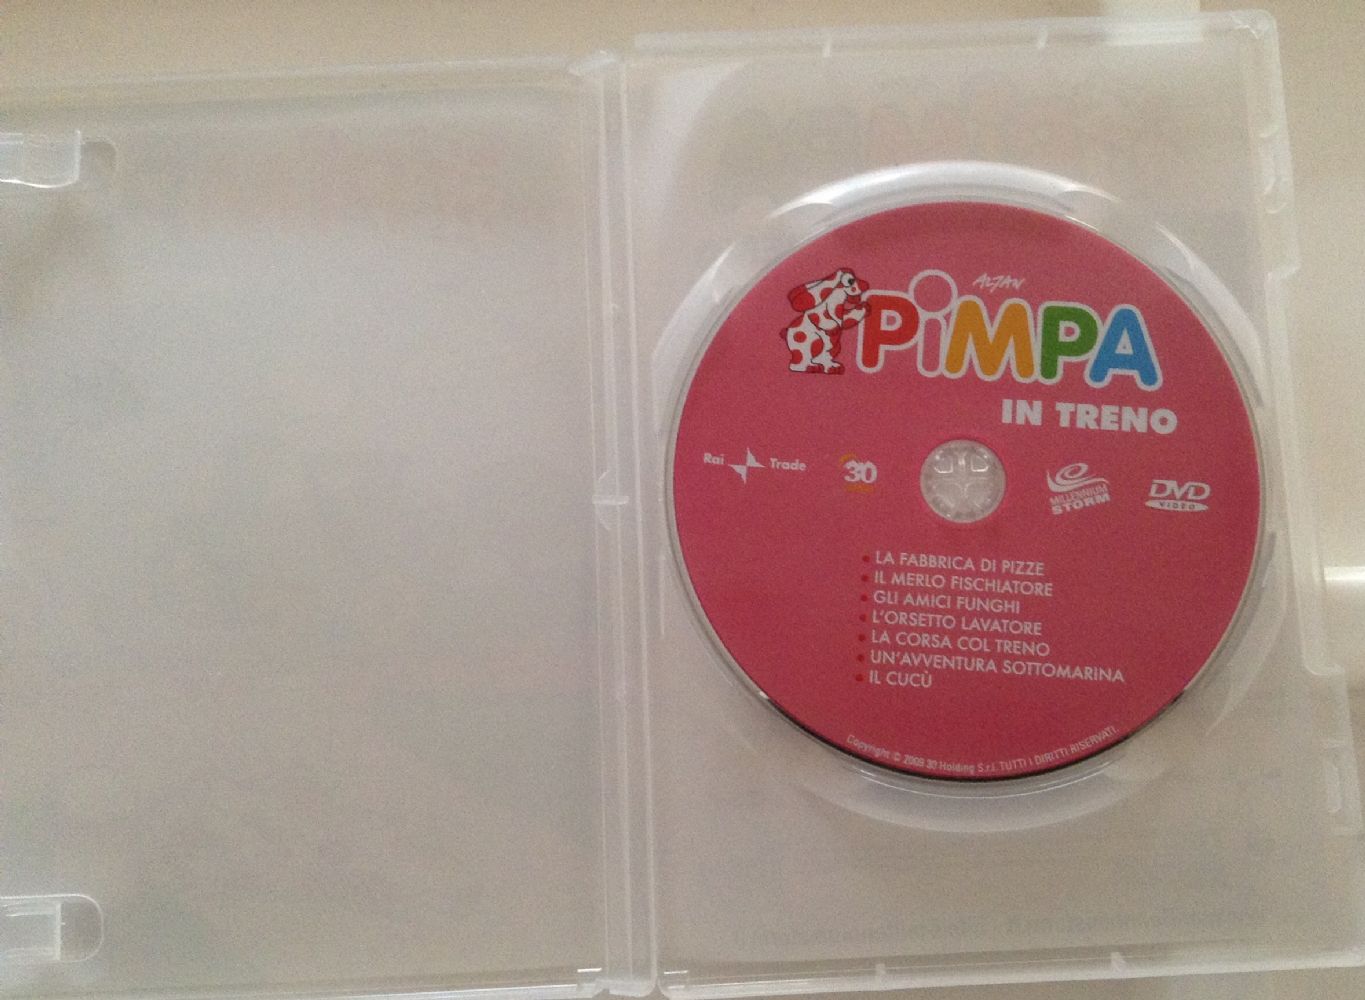 ALTAN
PiMPA
IN TRENO
Rai Trade
30
MILLENNIUM
STORM
DVD
VIDEO
• LA FABBRICA DI PIZZE
• IL MERLO FISCHIATORE
• GLI AMICI FUNGHI
• L'ORSETTO LAVATORE
• LA CORSA COL TRENO
• UN'AVVENTURA SOTTOMARINA
• IL CUCÙ
Copyright © 2009 30 Holding S.r.l. TUTTI I DIRITTI RISERVATI.